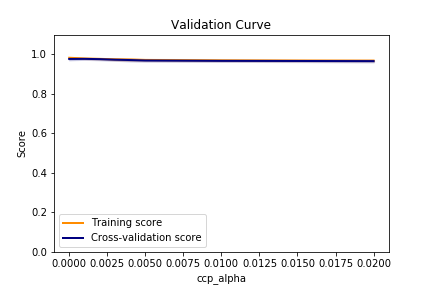 Validation Curve
1.0
0.8
0.6
0.4
0.2
0.0
Score
Training score
Cross-validation score
0.0000 0.0025 0.0050 0.0075 0.0100 0.0125 0.0150 0.0175 0.0200
ccp_alpha